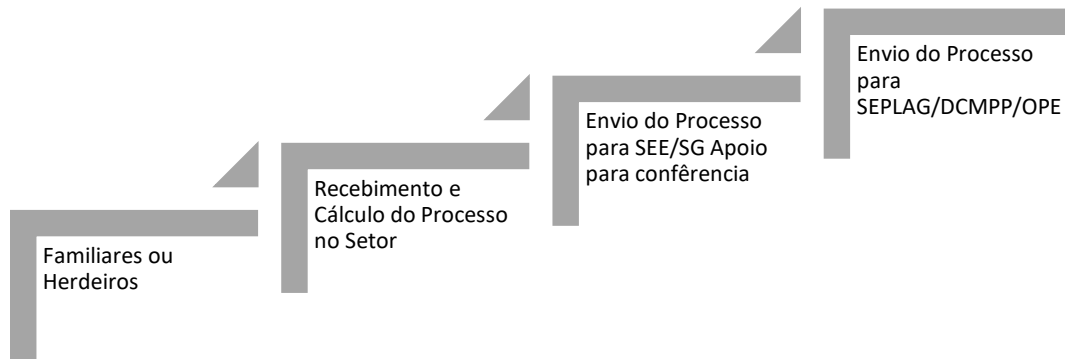 Familiares ou
Herdeiros
Recebimento e
Cálculo do Processo
no Setor
Envio do Processo
para SEE/SG Apoio
para confêrencia
Envio do Processo
para
SEPLAG/DCMPP/OPE